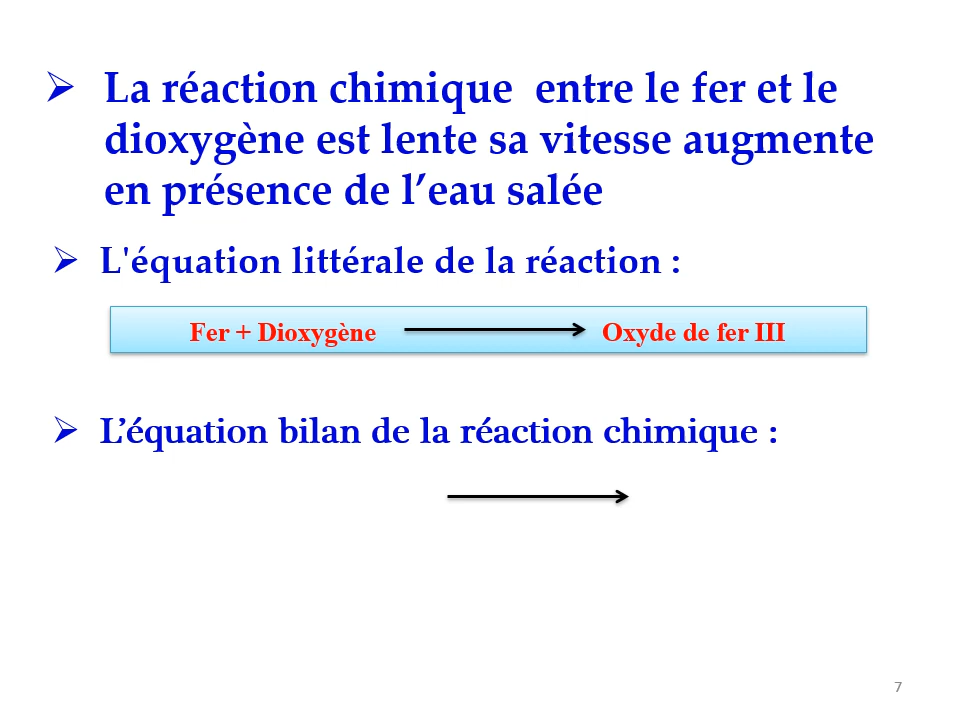 La réaction chimique entre le fer et le
dioxygène est lente sa vitesse augmente
en présence de l’eau salée
L'équation littérale de la réaction :
Fer + Dioxygène Oxyde de fer III
L’équation bilan de la réaction chimique :
7